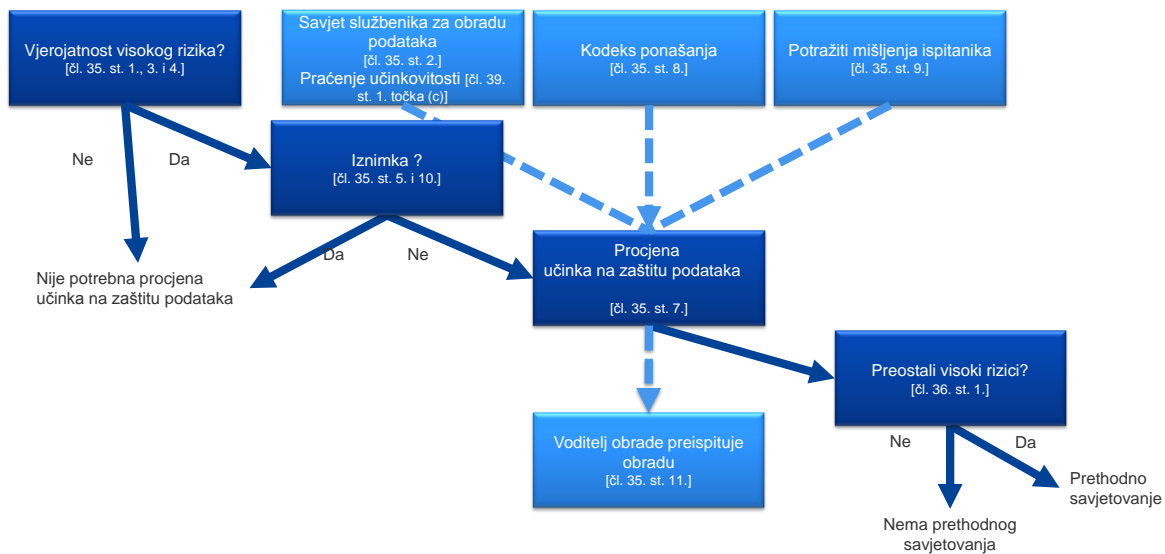 Vjerojatnost visokog rizika?
[čl. 35. st. 1., 3. i 4.]
Savjet službenika za obradu
podataka
[čl. 35. st. 2.]
Praćenje učinkovitosti [čl. 39.
st. 1. točka (c)]
Kodeks ponašanja
[čl. 35. st. 8.]
Potražiti mišljenja ispitanika
[čl. 35. st. 9.]
Ne
Da
Iznimka ?
[čl. 35. st. 5. i 10.]
Da
Ne
Nije potrebna procjena
učinka na zaštitu podataka
Procjena
učinka na zaštitu podataka
[čl. 35. st. 7.]
Preostali visoki rizici?
[čl. 36. st. 1.]
Voditelj obrade preispituje
obradu
[čl. 35. st. 11.]
Ne
Da
Prethodno
savjetovanje
Nema prethodnog
savjetovanja